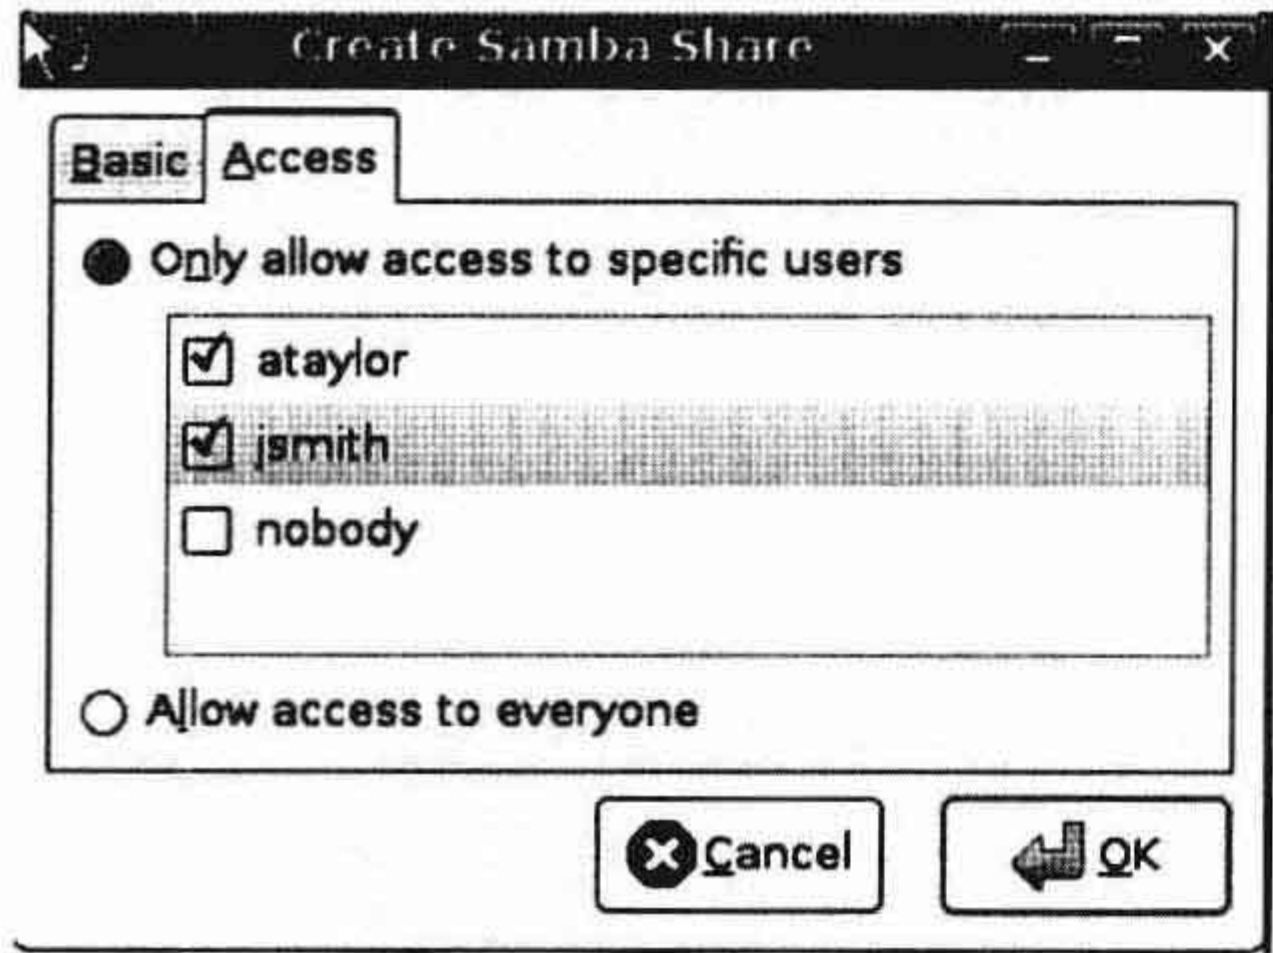 Create Samba Share
Basic Access
Only allow access to specific users
ataylor
jsmith
nobody
Allow access to everyone
Cancel OK